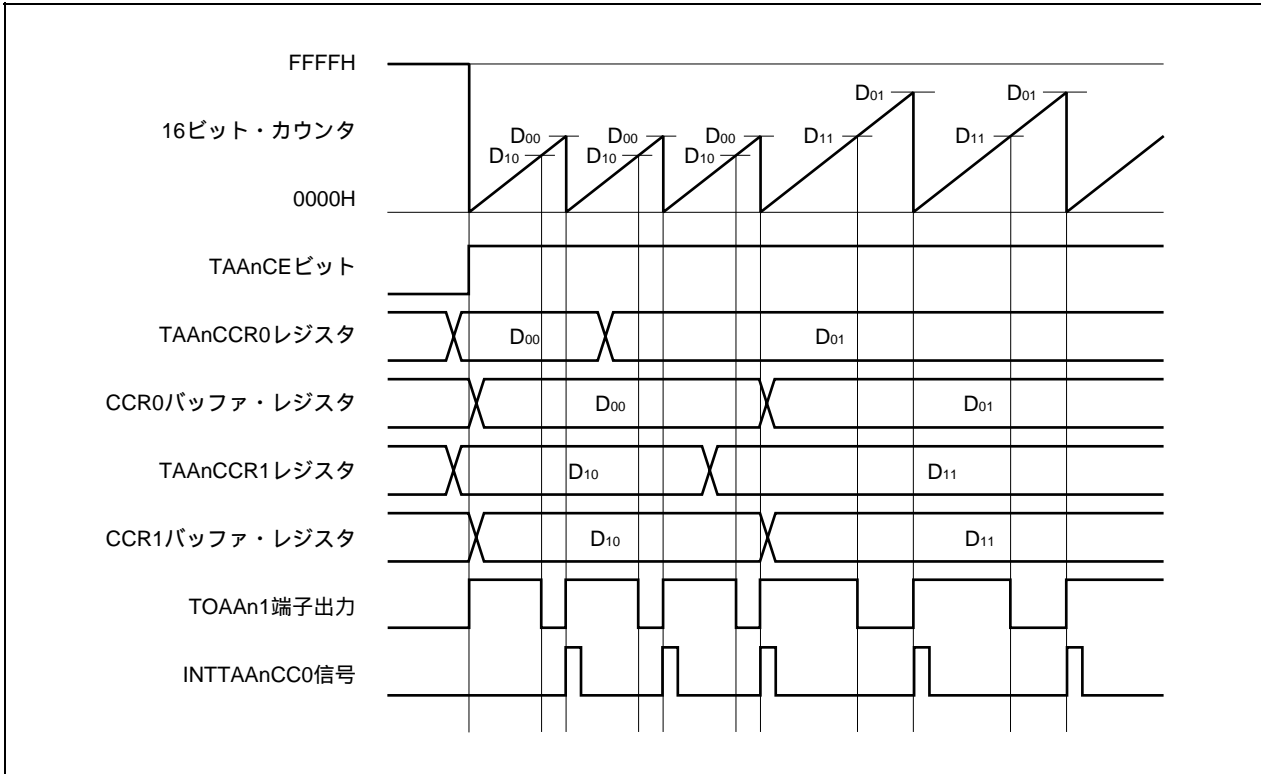 FFFFH
D01 D01
16ビット・カウンタ D00 D00 D00 D11 D11
D10 D10 D10
0000H
TAAnCEビット
TAAnCCR0レジスタ D00 D01
CCR0バッファ・レジスタ D00 D01
TAAnCCR1レジスタ D10 D11
CCR1バッファ・レジスタ D10 D11
TOAAn1端子出力
INTTAAnCC0信号